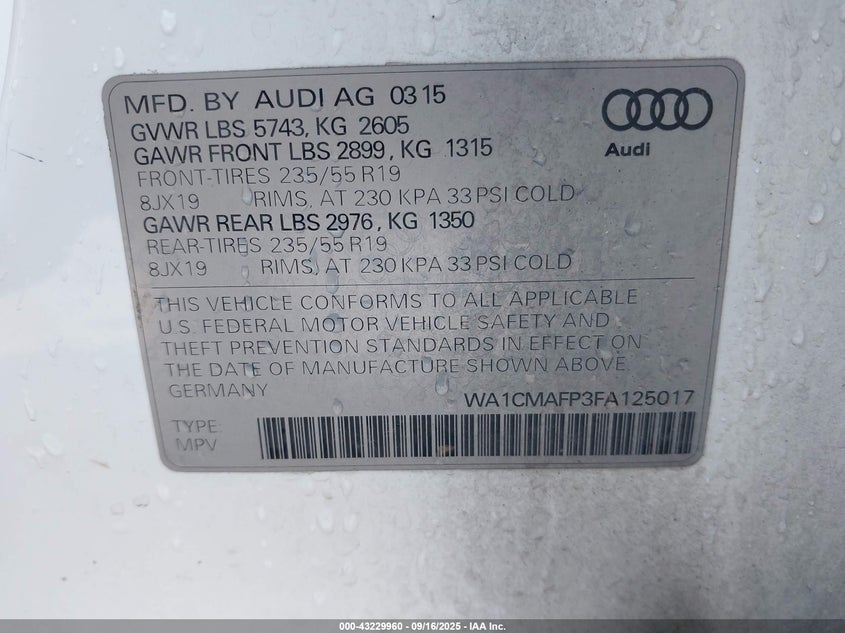 MFD. BY AUDI AG 03 15
GVWR LBS 5743, KG 2605
GAWR FRONT LBS 2899, KG 1315
FRONT-TIRES 235/55 R19
8JX19 RIMS, AT 230 KPA 33 PSI COLD
GAWR REAR LBS 2976, KG 1350
REAR-TIRES 235/55 R19
8JX19 RIMS, AT 230 KPA 33 PSI COLD
Audi
THIS VEHICLE CONFORMS TO ALL APPLICABLE
U.S. FEDERAL MOTOR VEHICLE SAFETY AND
THEFT PREVENTION STANDARDS IN EFFECT ON
THE DATE OF MANUFACTURE SHOWN ABOVE.
GERMANY
WA1CMAFP3FA125017
TYPE:
MPV
000-43229960 - 09/16/2025 - IAA Inc.